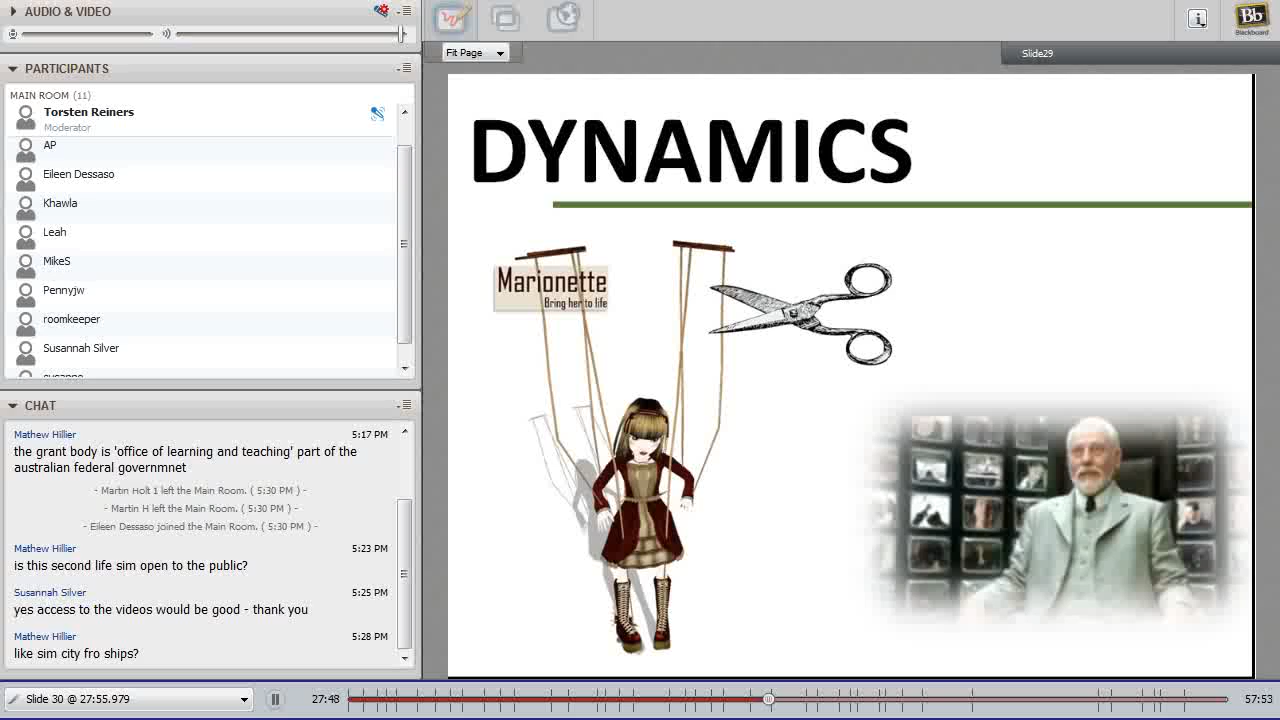 AUDIO & VIDEO
PARTICIPANTS
MAIN ROOM (11)
Torsten Reiners
Moderator
AP
Eileen Dessaso
Khawla
Leah
MikeS
Pennyjw
roomkeeper
Susannah Silver
susanne
CHAT
Mathew Hillier 5:17 PM
the grant body is 'office of learning and teaching' part of the
australian federal governmnet
- Martin Holt 1 left the Main Room. ( 5:30 PM ) -
- Martin H left the Main Room. ( 5:30 PM ) -
- Eileen Dessaso joined the Main Room. ( 5:30 PM ) -
Mathew Hillier 5:23 PM
is this second life sim open to the public?
Susannah Silver 5:25 PM
yes access to the videos would be good - thank you
Mathew Hillier 5:28 PM
like sim city fro ships?
Slide 30 @ 27:55.979
27:48
57:53
Fit Page
Slide29
Bb
Blackboard
DYNAMICS
Marionette
Bring her to life